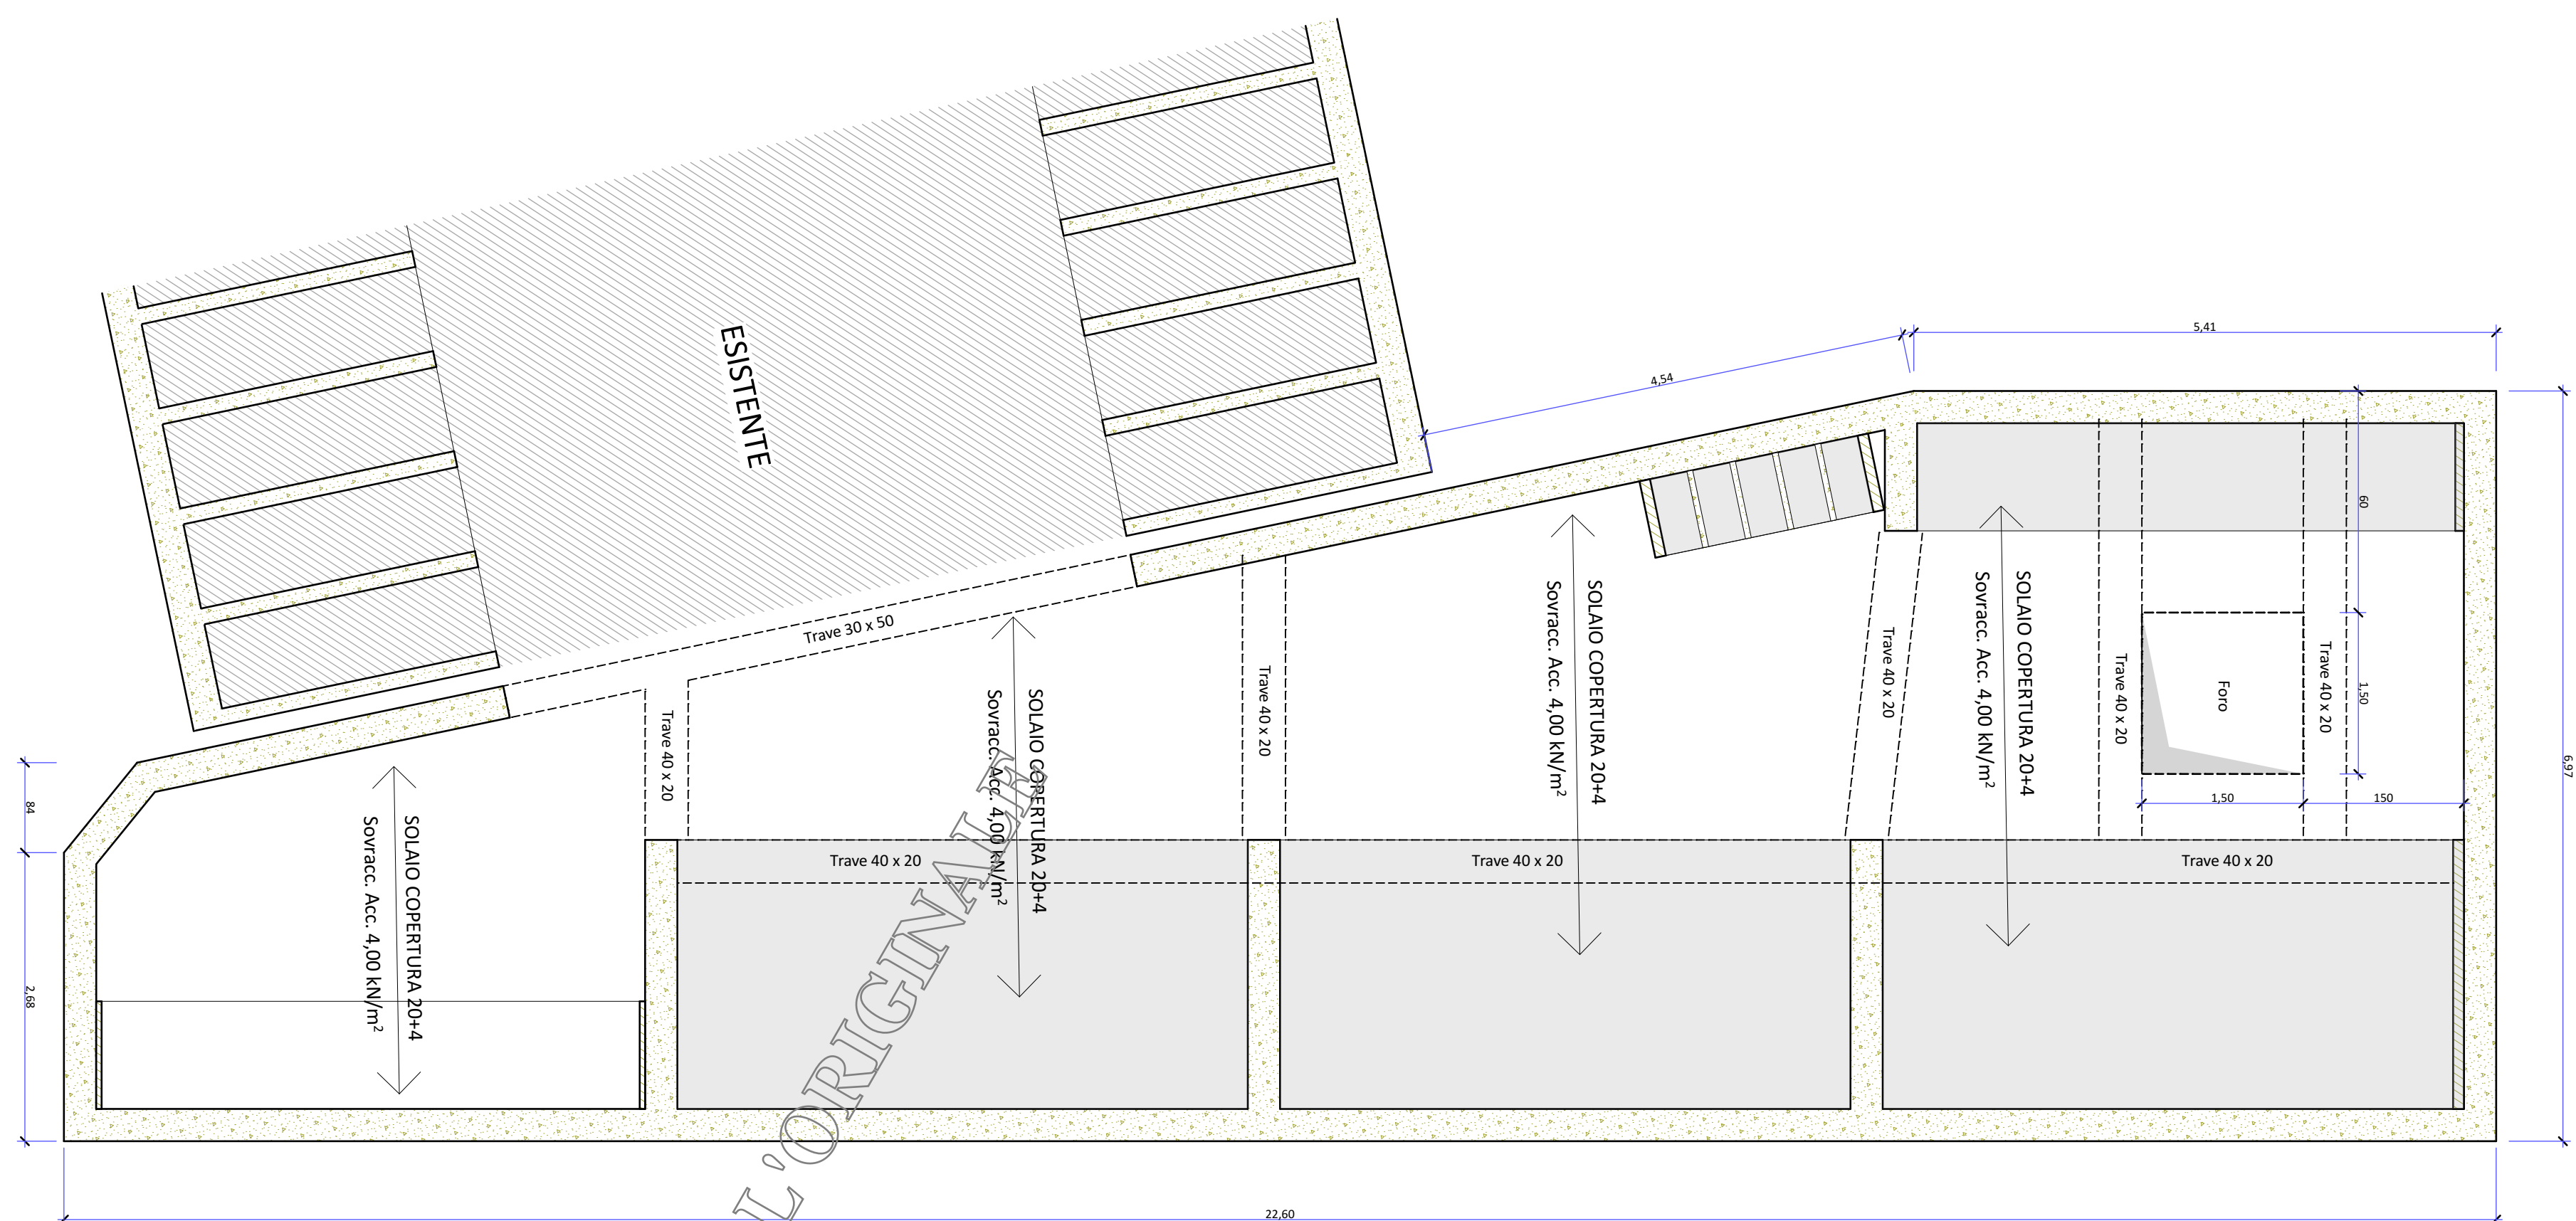 ESISTENTE
5,41
4,54
6,97
60
1,50
Foro
Trave 40 x 20
Trave 40 x 20
1,50
150
SOLAIO COPERTURA 20+4
Sovracc. Acc. 4,00 kN/m²
Trave 40 x 20
SOLAIO COPERTURA 20+4
Sovracc. Acc. 4,00 kN/m²
Trave 40 x 20
Trave 30 x 50
SOLAIO COPERTURA 20+4
Sovracc. Acc. 4,00 kN/m²
Trave 40 x 20
SOLAIO COPERTURA 20+4
Sovracc. Acc. 4,00 kN/m²
84
2,68
Trave 40 x 20
Trave 40 x 20
Trave 40 x 20
L'ORIGINALE
22,60